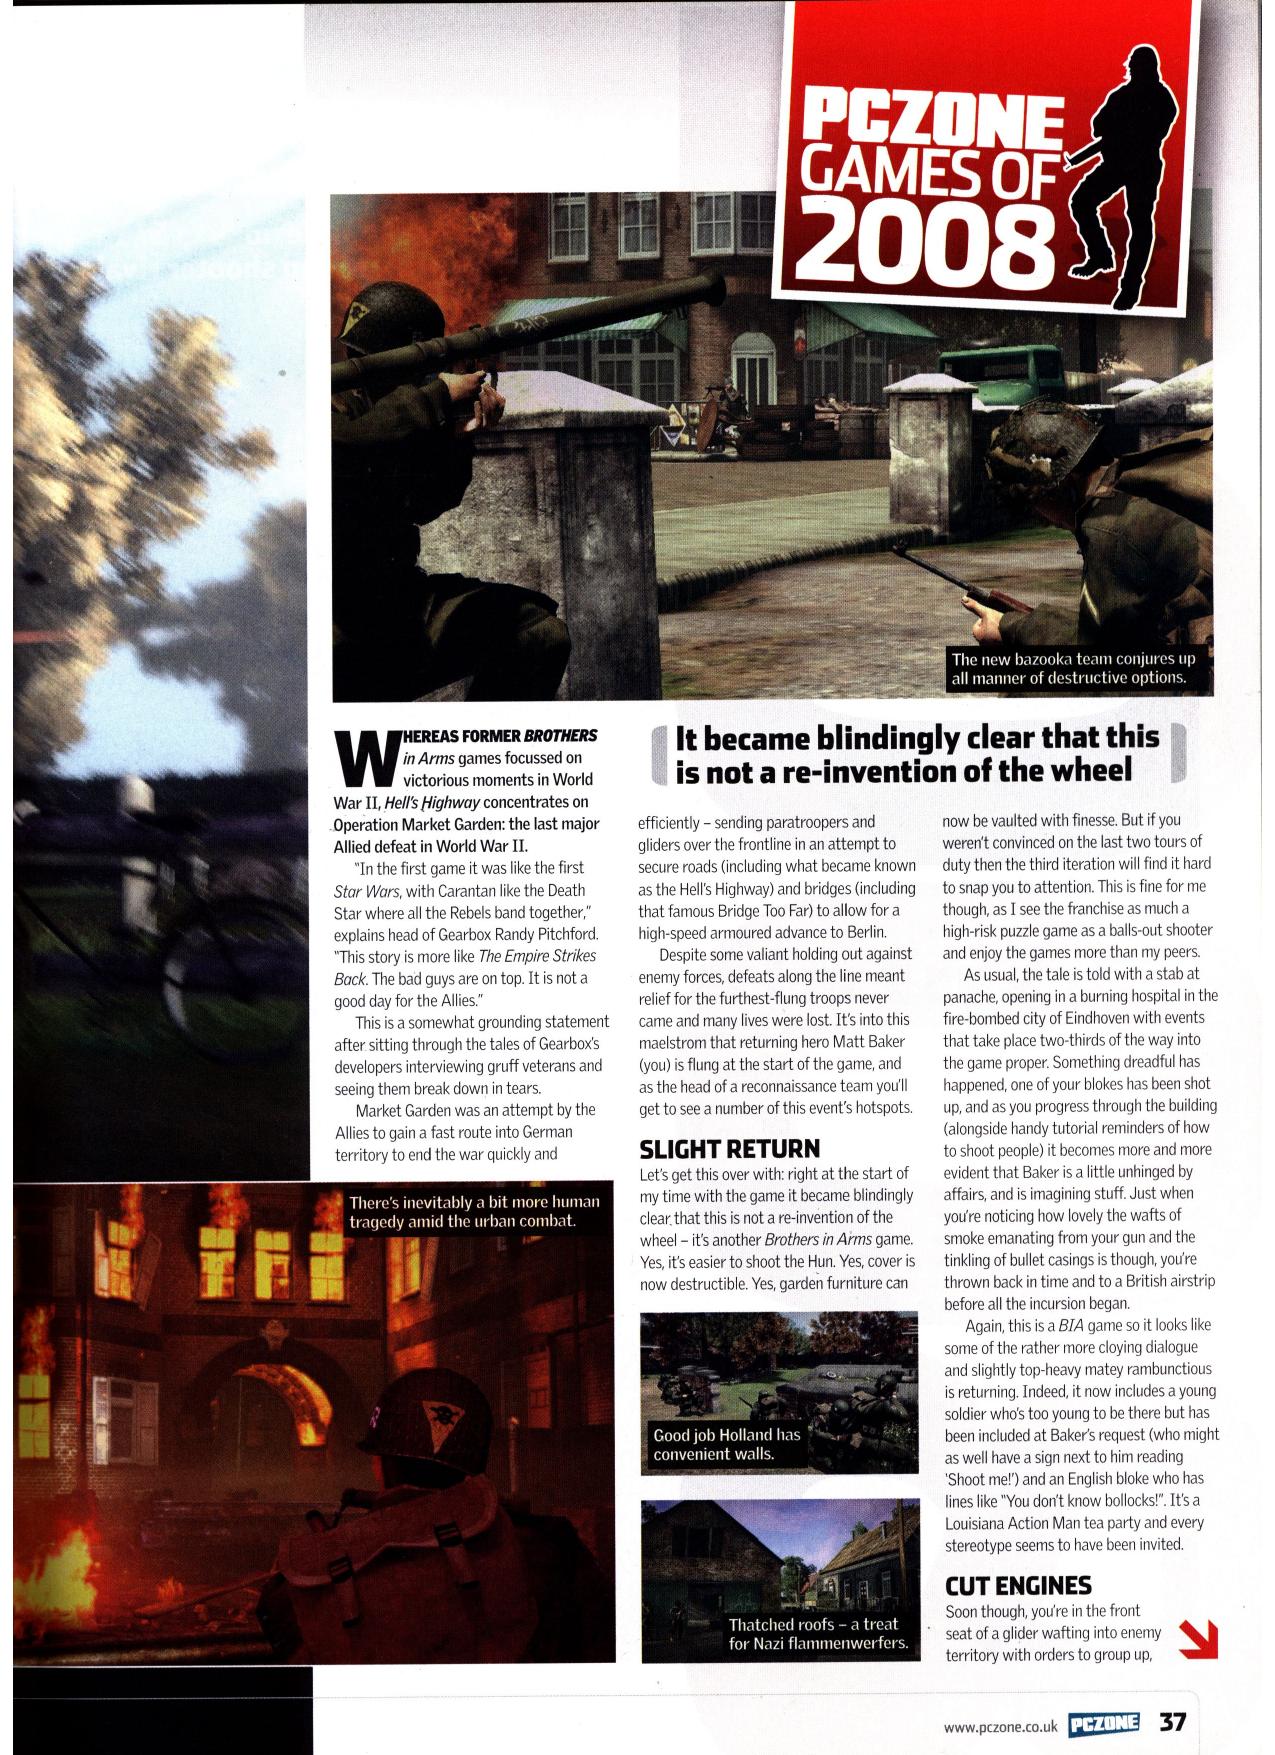 PCZONE
GAMES OF
2008
The new bazooka team conjures up
all manner of destructive options.
WHEREAS FORMER BROTHERS
in Arms games focussed on
victorious moments in World
War II, Hell's Highway concentrates on
Operation Market Garden: the last major
Allied defeat in World War II.
"In the first game it was like the first
Star Wars, with Carantan like the Death
Star where all the Rebels band together,"
explains head of Gearbox Randy Pitchford.
"This story is more like The Empire Strikes
Back. The bad guys are on top. It is not a
good day for the Allies."
This is a somewhat grounding statement
after sitting through the tales of Gearbox's
developers interviewing gruff veterans and
seeing them break down in tears.
Market Garden was an attempt by the
Allies to gain a fast route into German
territory to end the war quickly and
There's inevitably a bit more human
tragedy amid the urban combat.
It became blindingly clear that this
is not a re-invention of the wheel
efficiently – sending paratroopers and
gliders over the frontline in an attempt to
secure roads (including what became known
as the Hell's Highway) and bridges (including
that famous Bridge Too Far) to allow for a
high-speed armoured advance to Berlin.
Despite some valiant holding out against
enemy forces, defeats along the line meant
relief for the furthest-flung troops never
came and many lives were lost. It's into this
maelstrom that returning hero Matt Baker
(you) is flung at the start of the game, and
as the head of a reconnaissance team you'll
get to see a number of this event's hotspots.
SLIGHT RETURN
Let's get this over with: right at the start of
my time with the game it became blindingly
clear that this is not a re-invention of the
wheel – it's another Brothers in Arms game.
Yes, it's easier to shoot the Hun. Yes, cover is
now destructible. Yes, garden furniture can
Good job Holland has
convenient walls.
Thatched roofs – a treat
for Nazi flammenwerfers.
now be vaulted with finesse. But if you
weren't convinced on the last two tours of
duty then the third iteration will find it hard
to snap you to attention. This is fine for me
though, as I see the franchise as much a
high-risk puzzle game as a balls-out shooter
and enjoy the games more than my peers.
As usual, the tale is told with a stab at
panache, opening in a burning hospital in the
fire-bombed city of Eindhoven with events
that take place two-thirds of the way into
the game proper. Something dreadful has
happened, one of your blokes has been shot
up, and as you progress through the building
(alongside handy tutorial reminders of how
to shoot people) it becomes more and more
evident that Baker is a little unhinged by
affairs, and is imagining stuff. Just when
you're noticing how lovely the wafts of
smoke emanating from your gun and the
tinkling of bullet casings is though, you're
thrown back in time and to a British airstrip
before all the incursion began.
Again, this is a BIA game so it looks like
some of the rather more cloying dialogue
and slightly top-heavy matey rambunctious
is returning. Indeed, it now includes a young
soldier who's too young to be there but has
been included at Baker's request (who might
as well have a sign next to him reading
'Shoot me!') and an English bloke who has
lines like "You don't know bollocks!". It's a
Louisiana Action Man tea party and every
stereotype seems to have been invited.
CUT ENGINES
Soon though, you're in the front
seat of a glider wafting into enemy
territory with orders to group up,
www.pczone.co.uk PCZONE 37